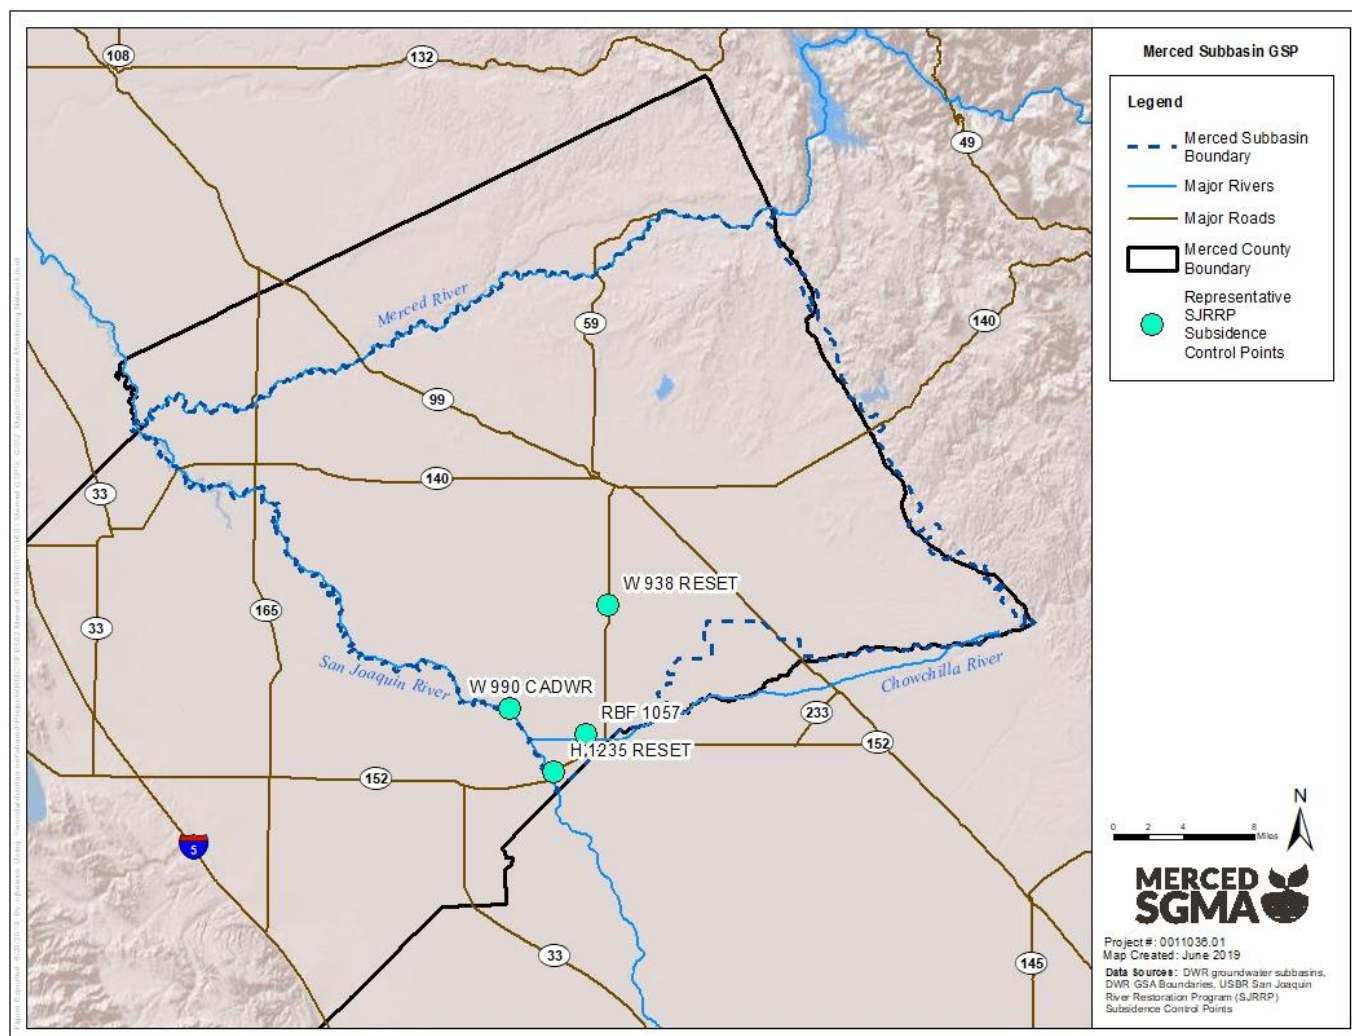 Merced Subbasin GSP
Legend
Merced Subbasin
Boundary
Major Rivers
Major Roads
Merced County
Boundary
Representative
SJRRP
Subsidence
Control Points
108
132
49
Merced River
59
140
99
140
33
165
33
W 938 RESET
San Joaquin River
W 990 CADWR
RBF 1057
H 1235 RESET
Chowchilla River
233
152
152
5
33
145
N
0 2 4 8
Miles
MERCED
SGMA
Project #: 0011036.01
Map Created: June 2019
Data Sources: DWR groundwater subbasins,
DWR GSA Boundaries, USBR San Joaquin
River Restoration Program (SJRRP)
Subsidence Control Points